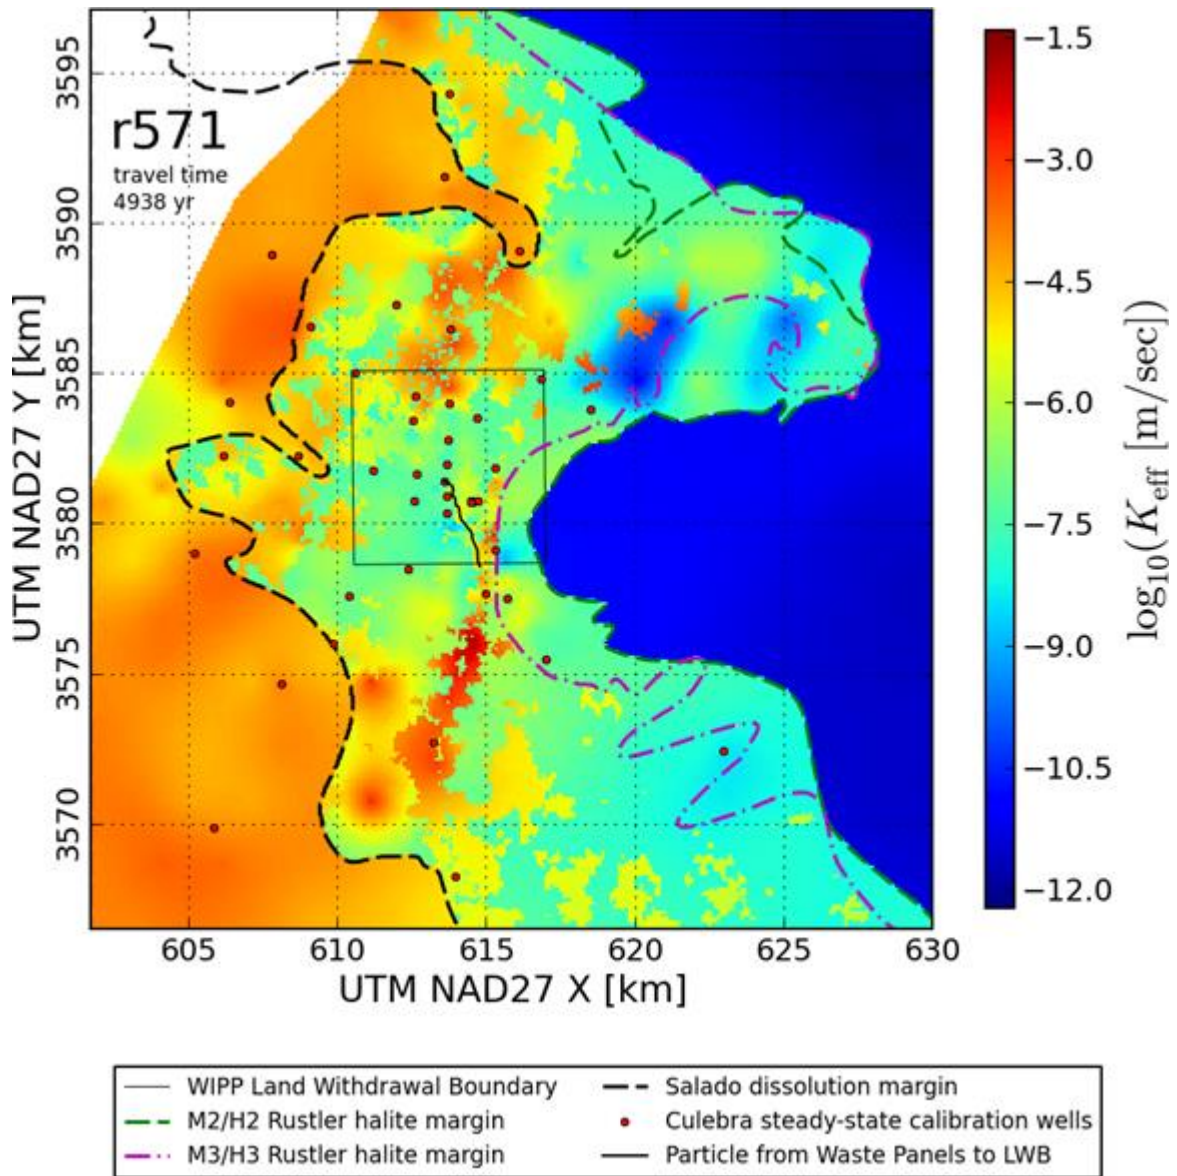 r571
travel time
4938 yr
3595
3590
3585
3580
3575
3570
UTM NAD27 Y [km]
605 610 615 620 625 630
UTM NAD27 X [km]
−1.5
−3.0
−4.5
−6.0
−7.5
−9.0
−10.5
−12.0
log₁₀(K_eff [m/sec])
WIPP Land Withdrawal Boundary
M2/H2 Rustler halite margin
M3/H3 Rustler halite margin
Salado dissolution margin
Culebra steady-state calibration wells
Particle from Waste Panels to LWB